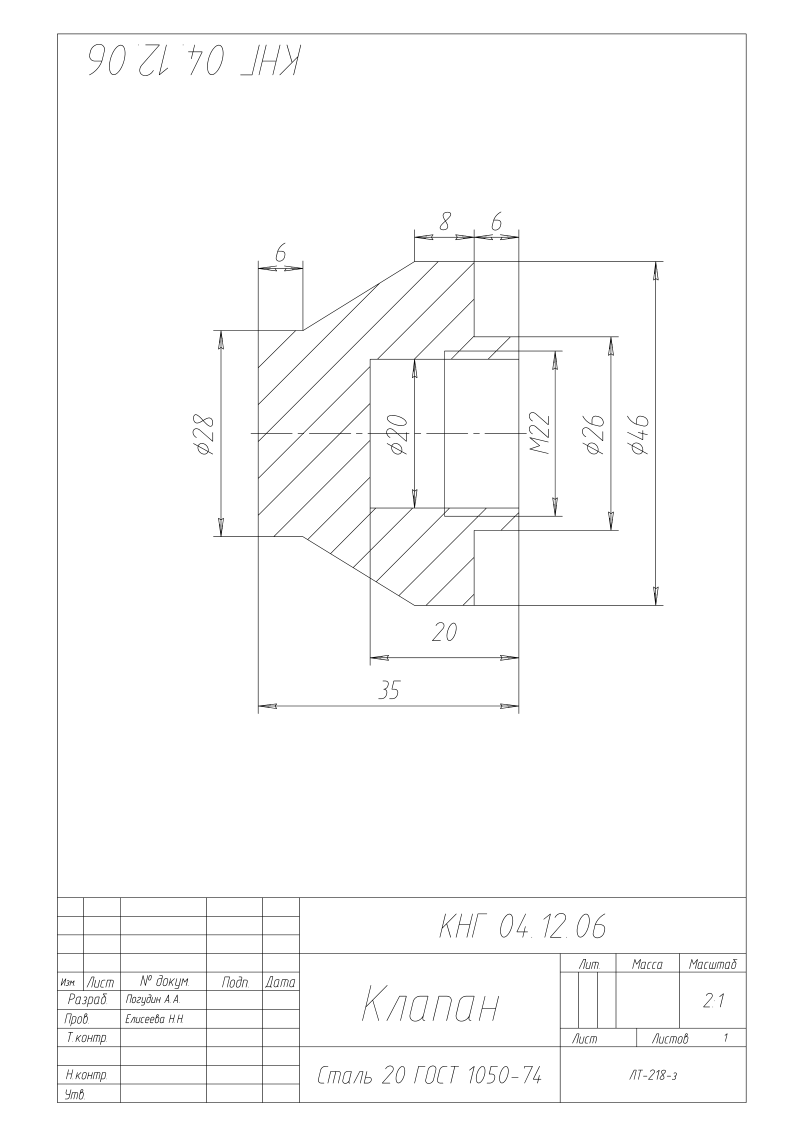 КНГ 04.12.06
8 6
6
⌀28
⌀20
М22
⌀26
⌀46
20
35
КНГ 04.12.06
Лит. Масса Масштаб
Изм Лист № докум. Подп. Дата
Разраб. Погудин А.А.
Клапан
2:1
Пров. Елисеева Н.Н.
Т.контр.
Лист Листов 1
Н.контр.
Сталь 20 ГОСТ 1050-74
ЛТ-218-з
Утв.